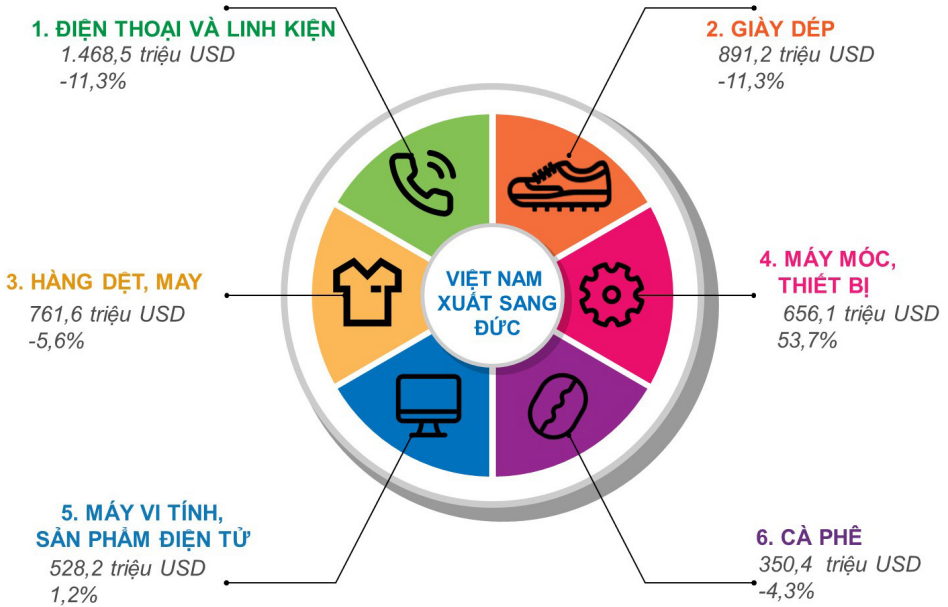 1. ĐIỆN THOẠI VÀ LINH KIỆN
1.468,5 triệu USD
-11,3%
2. GIÀY DÉP
891,2 triệu USD
-11,3%
3. HÀNG DỆT, MAY
761,6 triệu USD
-5,6%
VIỆT NAM
XUẤT SANG
ĐỨC
4. MÁY MÓC,
THIẾT BỊ
656,1 triệu USD
53,7%
5. MÁY VI TÍNH,
SẢN PHẨM ĐIỆN TỬ
528,2 triệu USD
1,2%
6. CÀ PHÊ
350,4 triệu USD
-4,3%